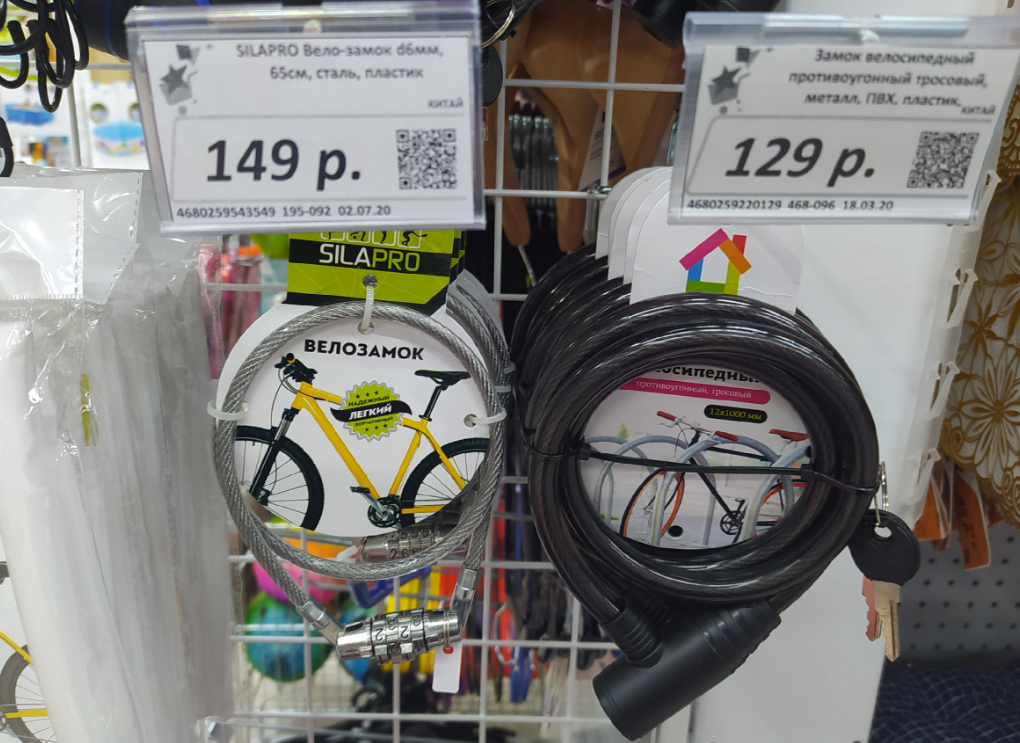 SILAPRO Вело-замок d6мм,
65см, сталь, пластик
КИТАЙ
149 р.
4680259543549 195-092 02.07.20
Замок велосипедный
противоугонный тросовый,
металл, ПВХ, пластик,
КИТАЙ
129 р.
4680259220129 468-096 18.03.20
SILAPRO
ВЕЛОЗАМОК
НАДЕЖНЫЙ
ЛЕГКИЙ
противоугонный, тросовый
12x1000 мм